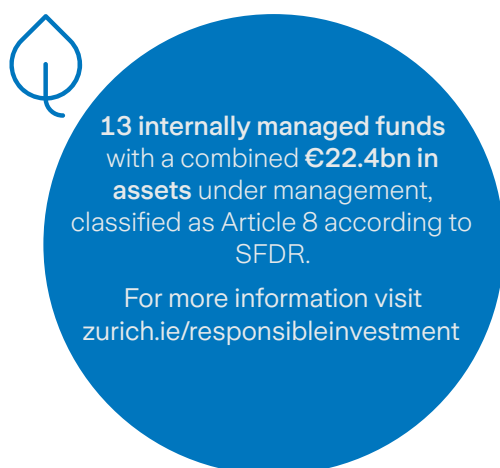 13 internally managed funds
with a combined €22.4bn in
assets under management,
classified as Article 8 according to
SFDR.
For more information visit
zurich.ie/responsibleinvestment